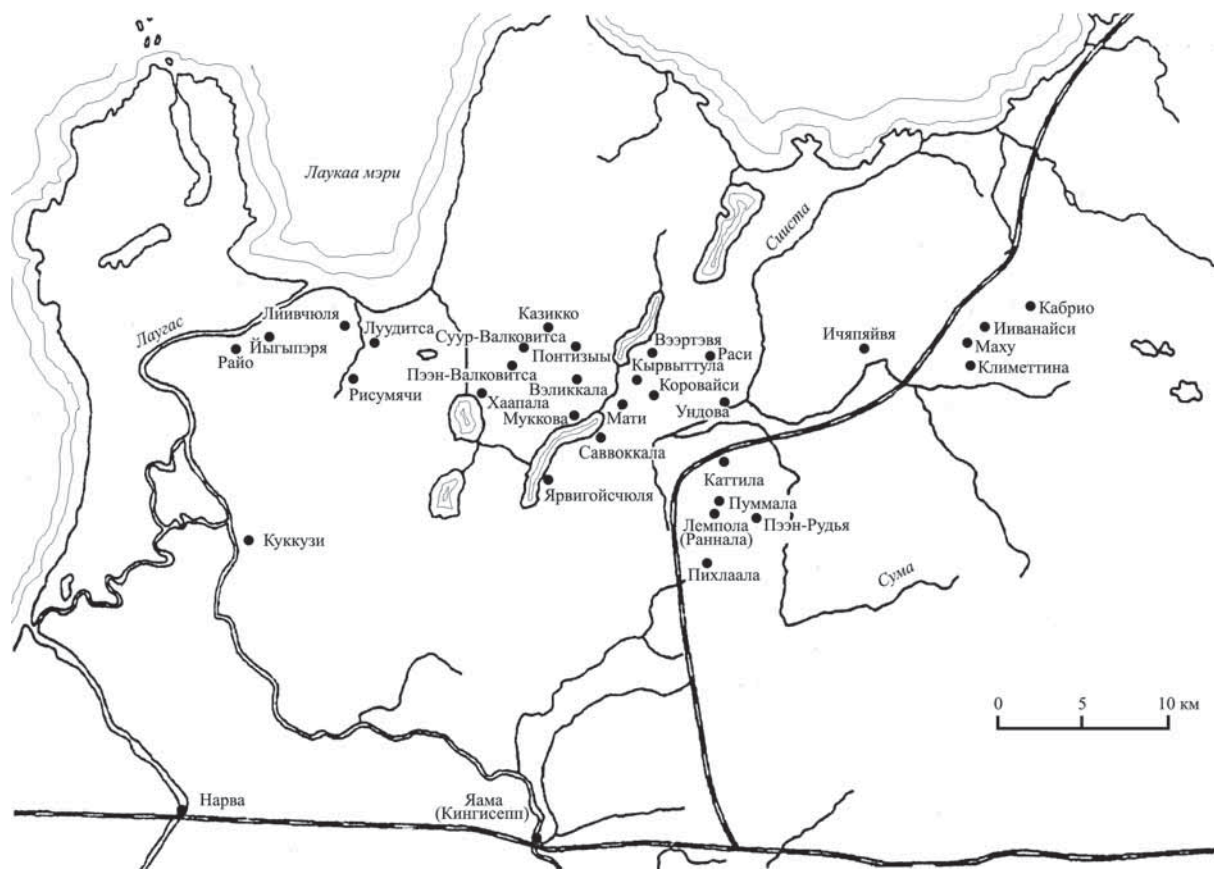 Лаукаа мэри
Сииста
Лаугас
Лиивчюля
Луудитса
Йыгыпэря
Райо
Рисумячи
Казикко
Суур-Валковитса
Понтизыы
Пээн-Валковитса
Вэликкала
Хаапала
Муккова
Вээртэвя
Раси
Кырвыттула
Коровайси
Мати
Ундова
Саввоккала
Ярвигойсчюля
Ичяпяйвя
Кабрио
Ииванайси
Маху
Климеттина
Каттила
Пуммала
Лемпола
(Раннала)
Пээн-Рудья
Пихлаала
Сума
Куккузи
0 5 10 км
Нарва
Яама
(Кингисепп)